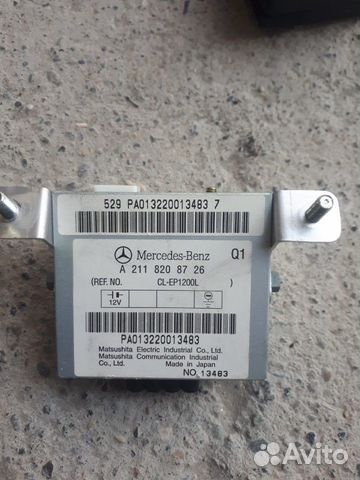 529 PA013220013483 7
Mercedes-Benz Q1
A 211 820 87 26
(REF. NO. CL-EP1200L )
12V
PA013220013483
Matsushita Electric Industrial Co., Ltd.
Matsushita Communication Industrial
Co., Ltd. Made in Japan
NO. 13483
Avito